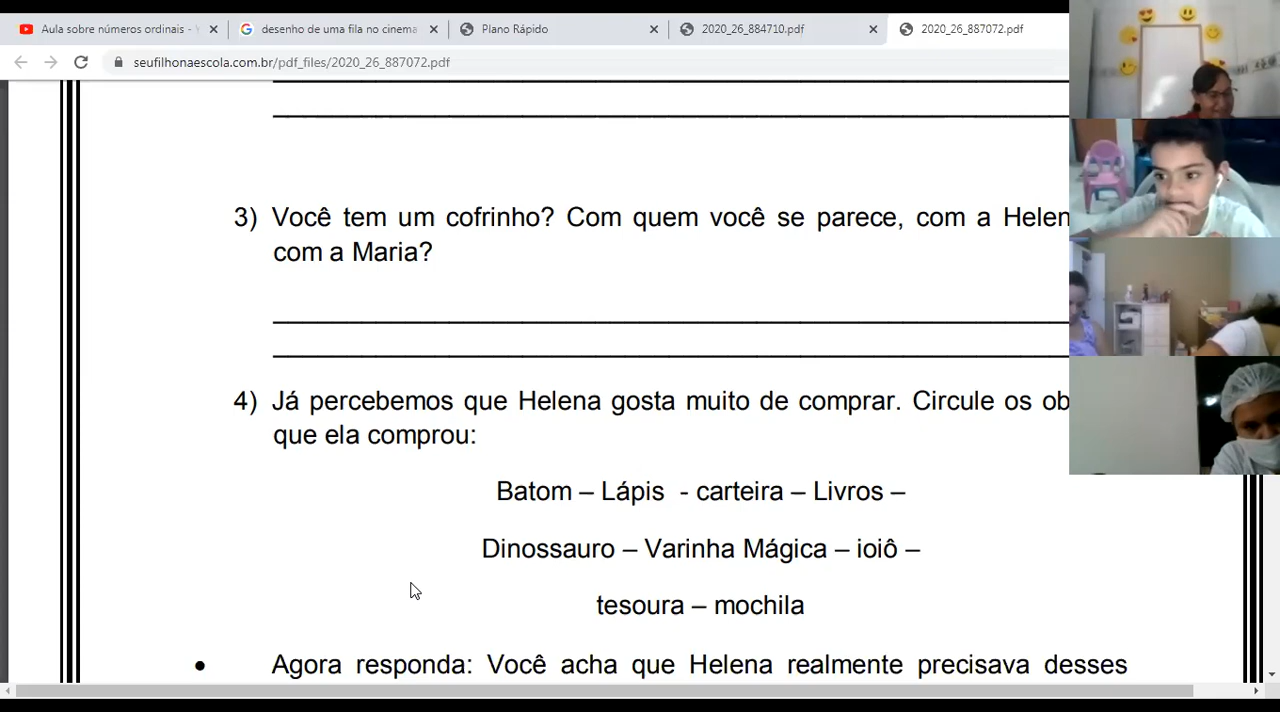 Aula sobre números ordinais - Y
desenho de uma fila no cinema
Plano Rápido
2020_26_884710.pdf
2020_26_887072.pdf
seufilhonaescola.com.br/pdf_files/2020_26_887072.pdf
3) Você tem um cofrinho? Com quem você se parece, com a Helen
com a Maria?
4) Já percebemos que Helena gosta muito de comprar. Circule os ob
que ela comprou:
Batom – Lápis - carteira – Livros –
Dinossauro – Varinha Mágica – ioiô –
tesoura – mochila
• Agora responda: Você acha que Helena realmente precisava desses